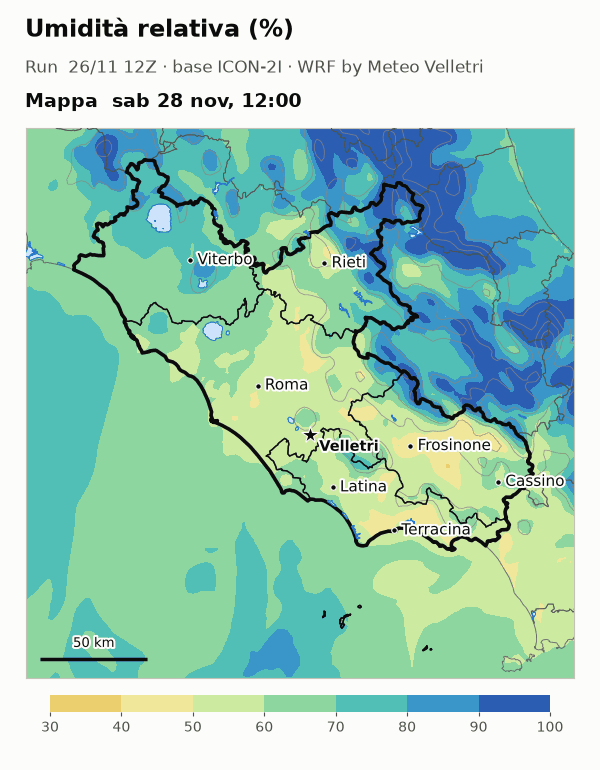 Umidità relativa (%)
Run  26/11 12Z · base ICON-2I · WRF by Meteo Velletri
Mappa  sab 28 nov, 12:00
Viterbo
Rieti
Roma
Velletri
Frosinone
Latina
Cassino
Terracina
50 km
30 40 50 60 70 80 90 100